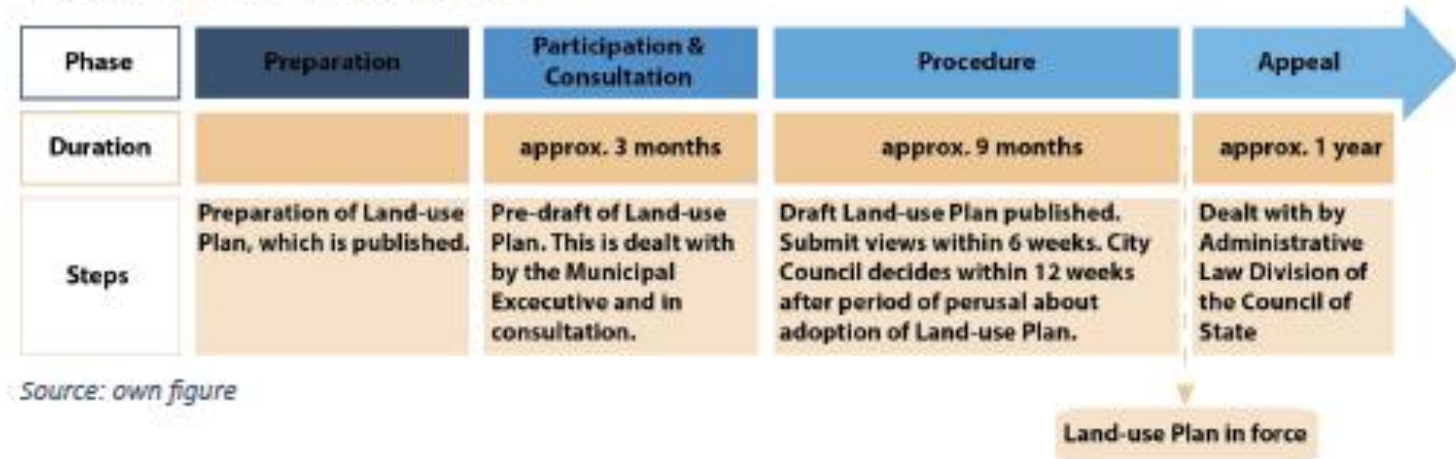 Phase
Preparation
Participation &
Consultation
Procedure
Appeal
Duration
approx. 3 months
approx. 9 months
approx. 1 year
Steps
Preparation of Land-use
Plan, which is published.
Pre-draft of Land-use
Plan. This is dealt with
by the Municipal
Excecutive and in
consultation.
Draft Land-use Plan published.
Submit views within 6 weeks. City
Council decides within 12 weeks
after period of perusal about
adoption of Land-use Plan.
Dealt with by
Administrative
Law Division of
the Council of
State
Source: own figure
Land-use Plan in force